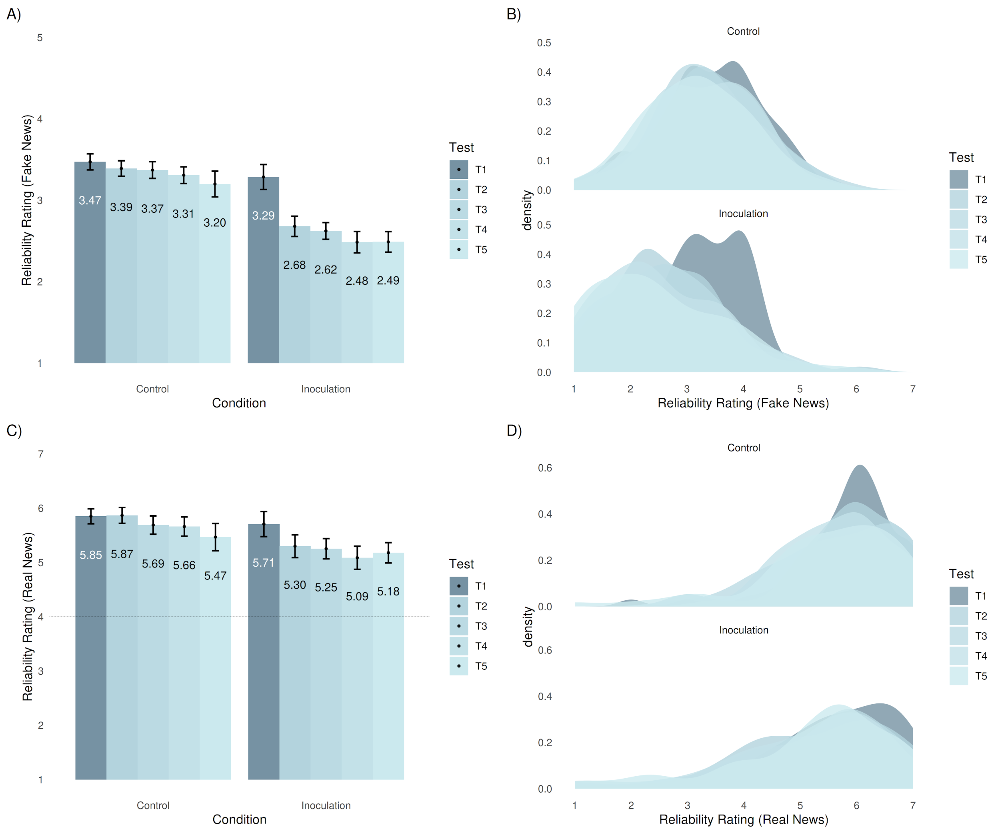 A)
5
4
3
2
1
Reliability Rating (Fake News)
3.47
3.39
3.37
3.31
3.20
3.29
2.68
2.62
2.48
2.49
Control
Inoculation
Condition
Test
T1
T2
T3
T4
T5
B)
Control
0.5
0.4
0.3
0.2
0.1
0.0
density
Inoculation
0.5
0.4
0.3
0.2
0.1
0.0
1 2 3 4 5 6 7
Reliability Rating (Fake News)
Test
T1
T2
T3
T4
T5
C)
7
6
5
4
3
2
1
Reliability Rating (Real News)
5.85
5.87
5.69
5.66
5.47
5.71
5.30
5.25
5.09
5.18
Control
Inoculation
Condition
Test
T1
T2
T3
T4
T5
D)
Control
0.6
0.4
0.2
0.0
density
Inoculation
0.6
0.4
0.2
0.0
1 2 3 4 5 6 7
Reliability Rating (Real News)
Test
T1
T2
T3
T4
T5